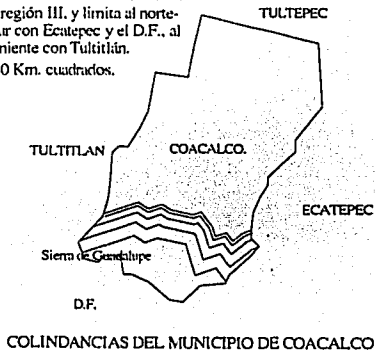 región III. y limita al norte-
ur con Ecatepec y el D.F., al
niente con Tultitlán.
0 Km. cuadrados.
TULTEPEC
TULTITLAN
COACALCO.
ECATEPEC
Sierra de Guadalupe
D.F.
COLINDANCIAS DEL MUNICIPIO DE COACALCO